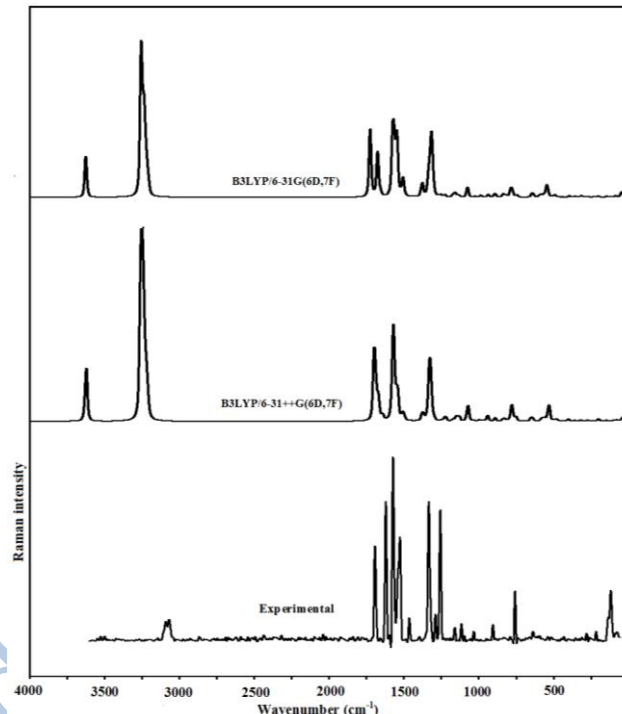 B3LYP/6-31G(6D,7F)
B3LYP/6-31++G(6D,7F)
Raman intensity
Experimental
4000 3500 3000 2500 2000 1500 1000 500 0
Wavenumber (cm⁻¹)